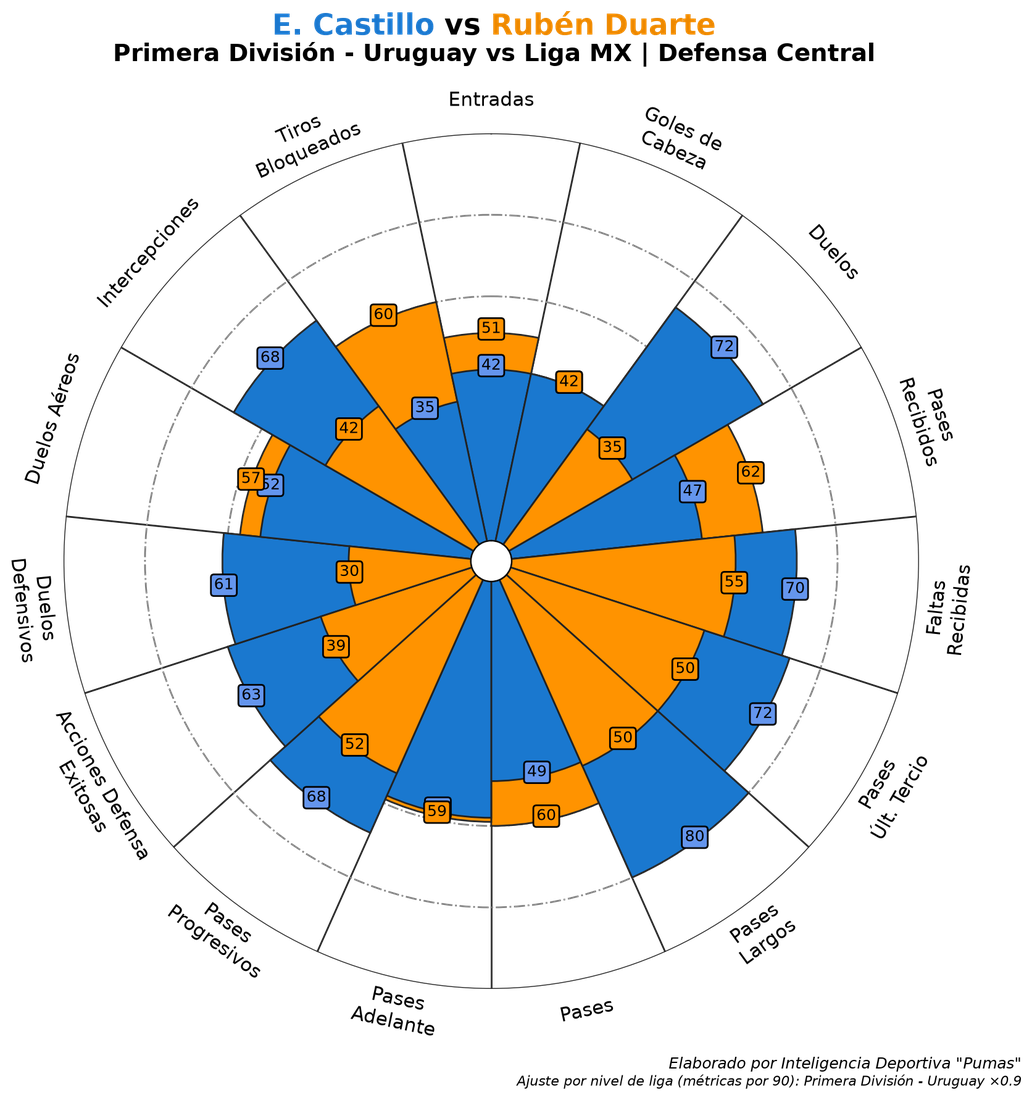 E. Castillo vs Rubén Duarte
Primera División - Uruguay vs Liga MX | Defensa Central
Entradas
Goles de
Cabeza
Duelos
Pases
Recibidos
Faltas
Recibidas
Pases
Últ. Tercio
Pases
Largos
Pases
Pases
Adelante
Pases
Progresivos
Acciones Defensa
Exitosas
Duelos
Defensivos
Duelos Aéreos
Intercepciones
Tiros
Bloqueados
51
42
42
72
35
47
62
55
70
50
72
50
80
49
60
59
52
68
39
63
30
61
57
52
68
42
60
35
Elaborado por Inteligencia Deportiva "Pumas"
Ajuste por nivel de liga (métricas por 90): Primera División - Uruguay ×0.9